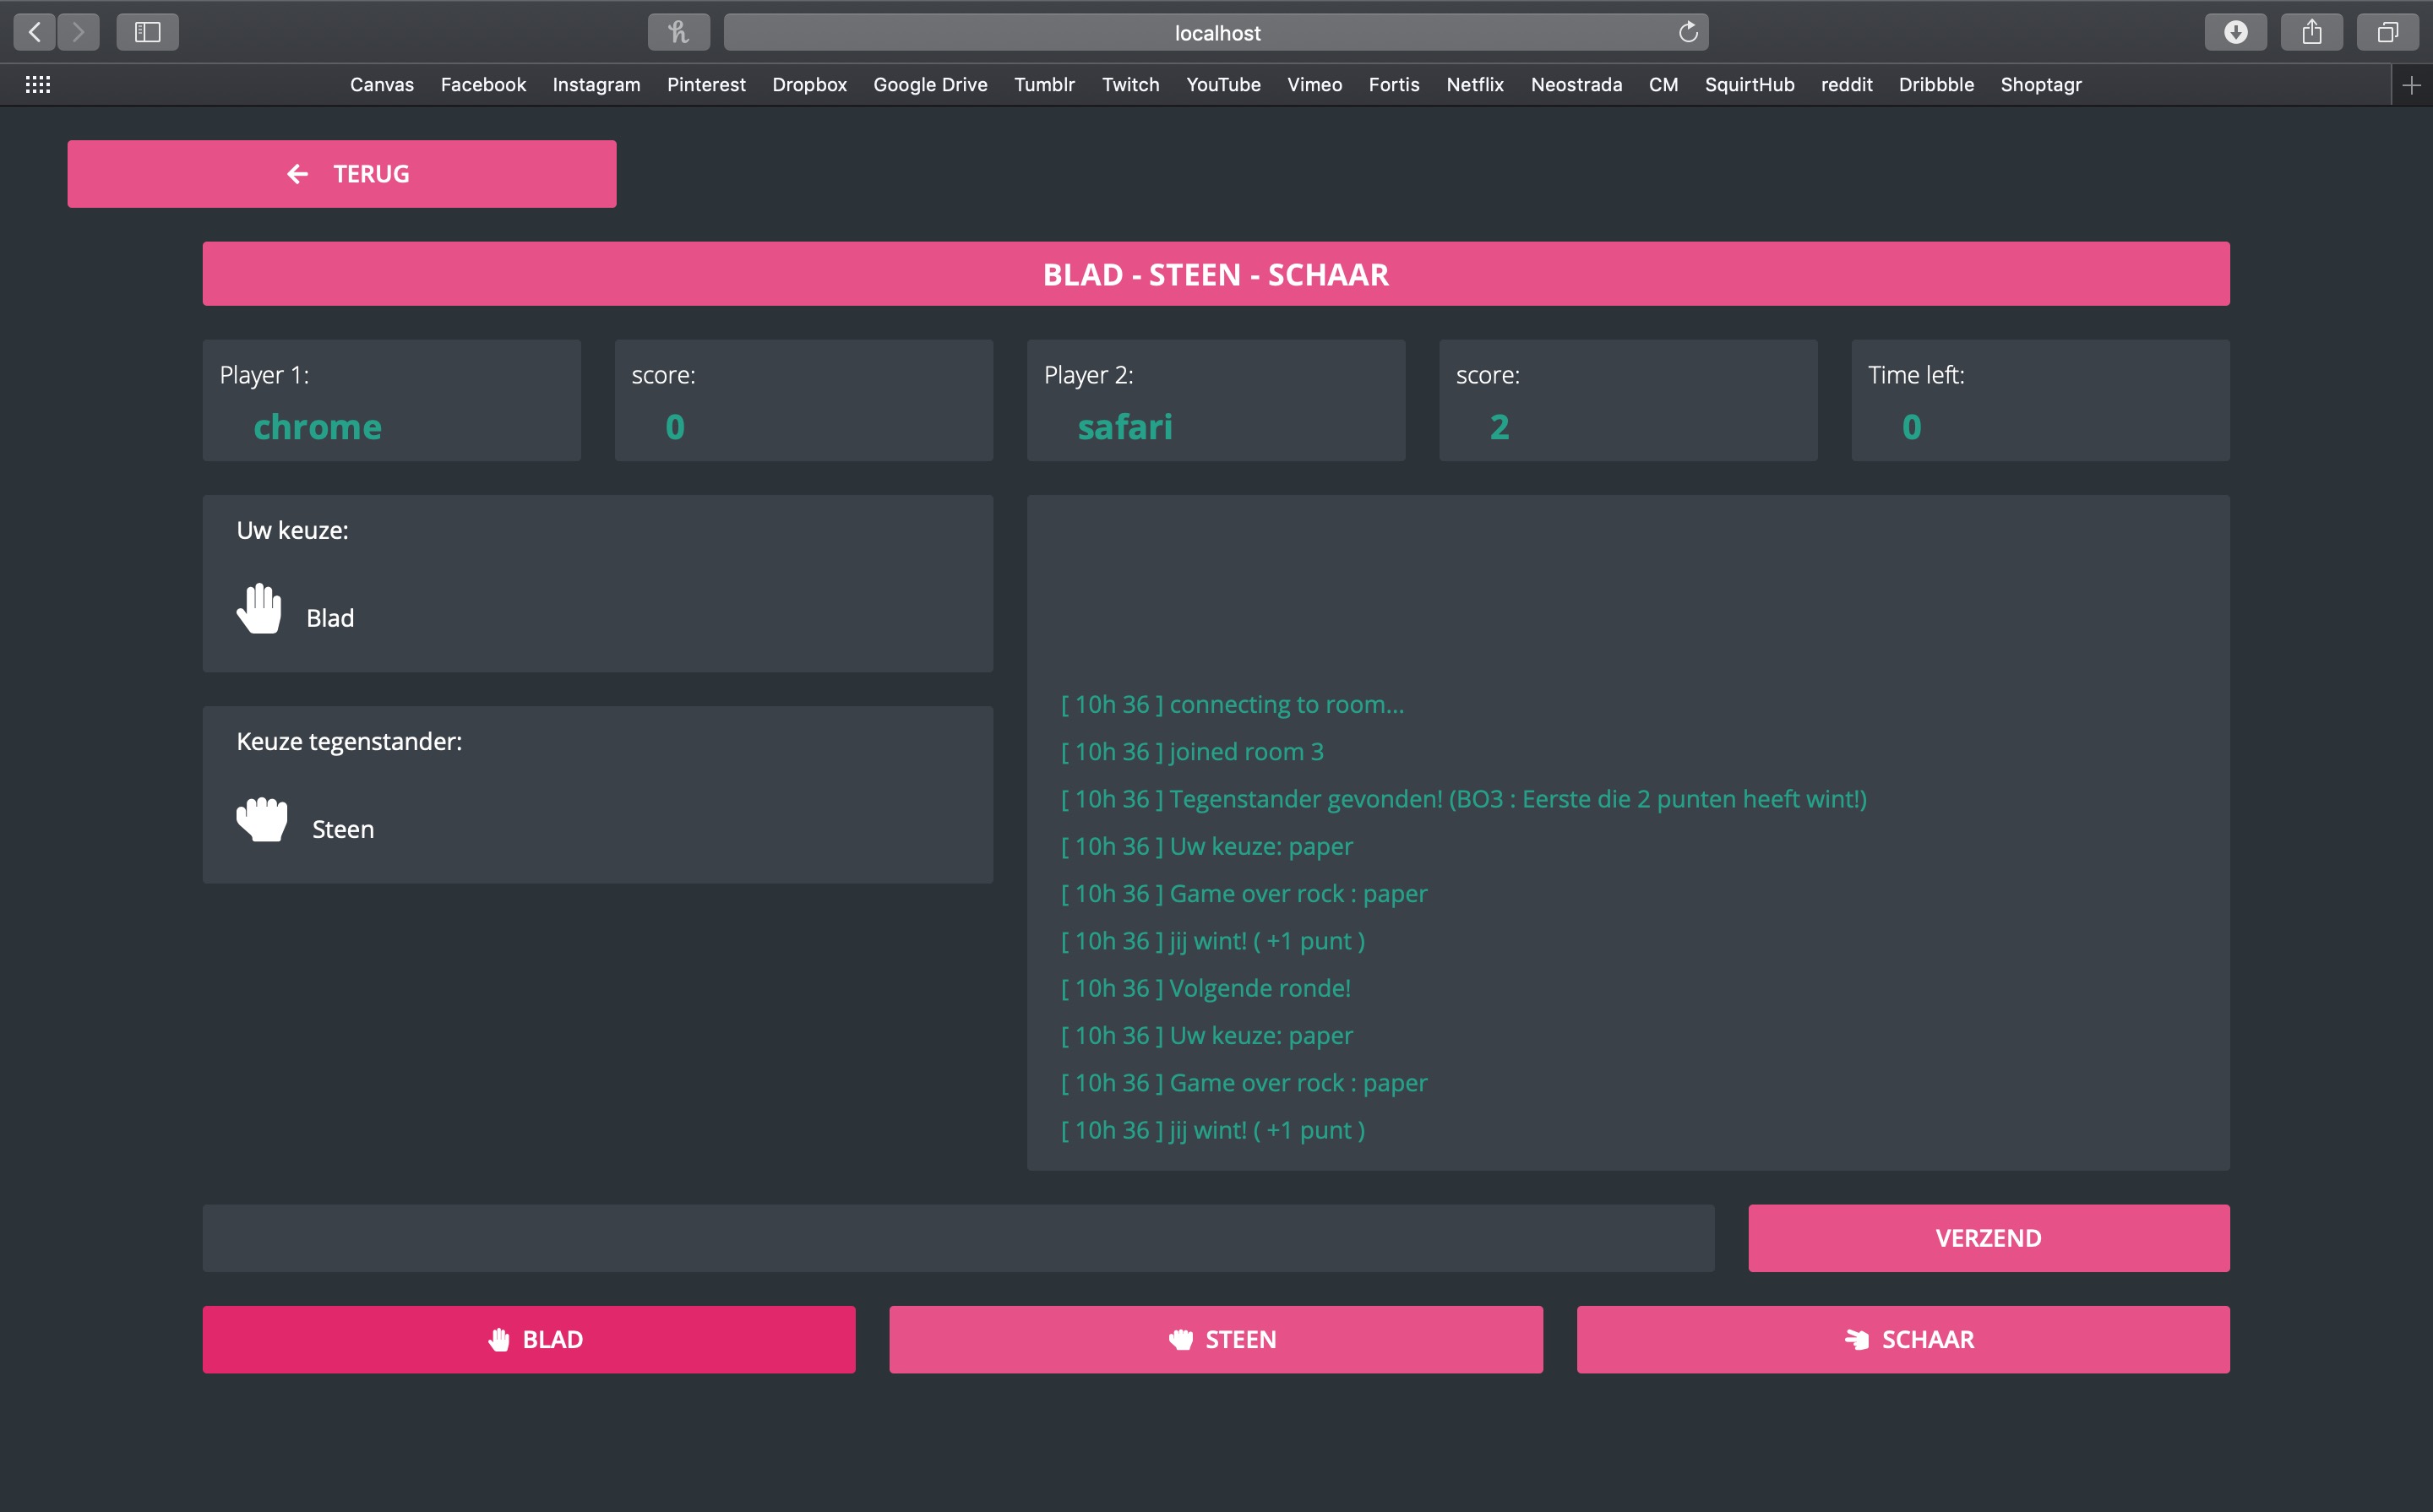 localhost
Canvas Facebook Instagram Pinterest Dropbox Google Drive Tumblr Twitch YouTube Vimeo Fortis Netflix Neostrada CM SquirtHub reddit Dribbble Shoptagr
TERUG
BLAD - STEEN - SCHAAR
Player 1:
chrome
score:
0
Player 2:
safari
score:
2
Time left:
0
Uw keuze:
Blad
Keuze tegenstander:
Steen
[ 10h 36 ] connecting to room...
[ 10h 36 ] joined room 3
[ 10h 36 ] Tegenstander gevonden! (BO3 : Eerste die 2 punten heeft wint!)
[ 10h 36 ] Uw keuze: paper
[ 10h 36 ] Game over rock : paper
[ 10h 36 ] jij wint! ( +1 punt )
[ 10h 36 ] Volgende ronde!
[ 10h 36 ] Uw keuze: paper
[ 10h 36 ] Game over rock : paper
[ 10h 36 ] jij wint! ( +1 punt )
VERZEND
BLAD
STEEN
SCHAAR